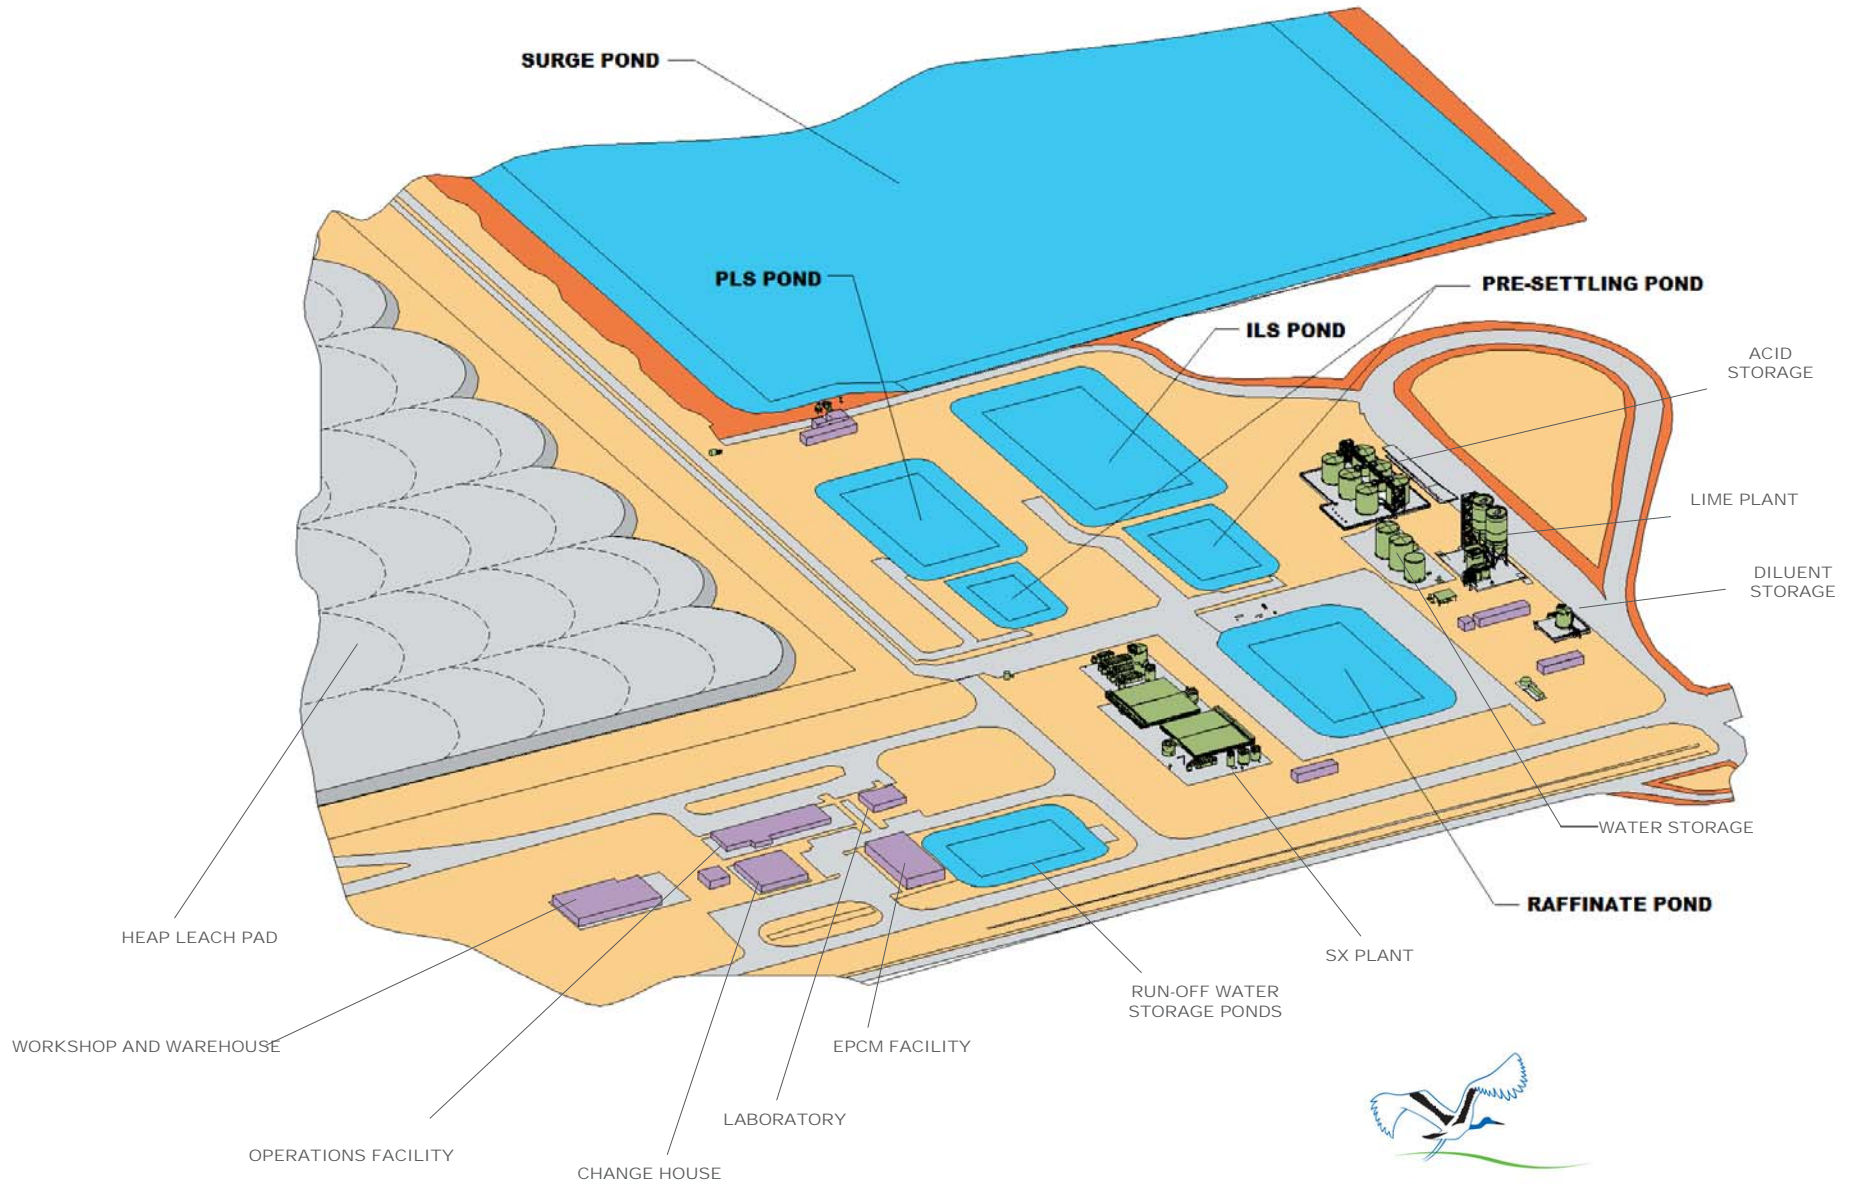 SURGE POND
PLS POND
PRE-SETTLING POND
ILS POND
ACID
STORAGE
LIME PLANT
DILUENT
STORAGE
WATER STORAGE
RAFFINATE POND
HEAP LEACH PAD
SX PLANT
RUN-OFF WATER
STORAGE PONDS
WORKSHOP AND WAREHOUSE
EPCM FACILITY
LABORATORY
OPERATIONS FACILITY
CHANGE HOUSE